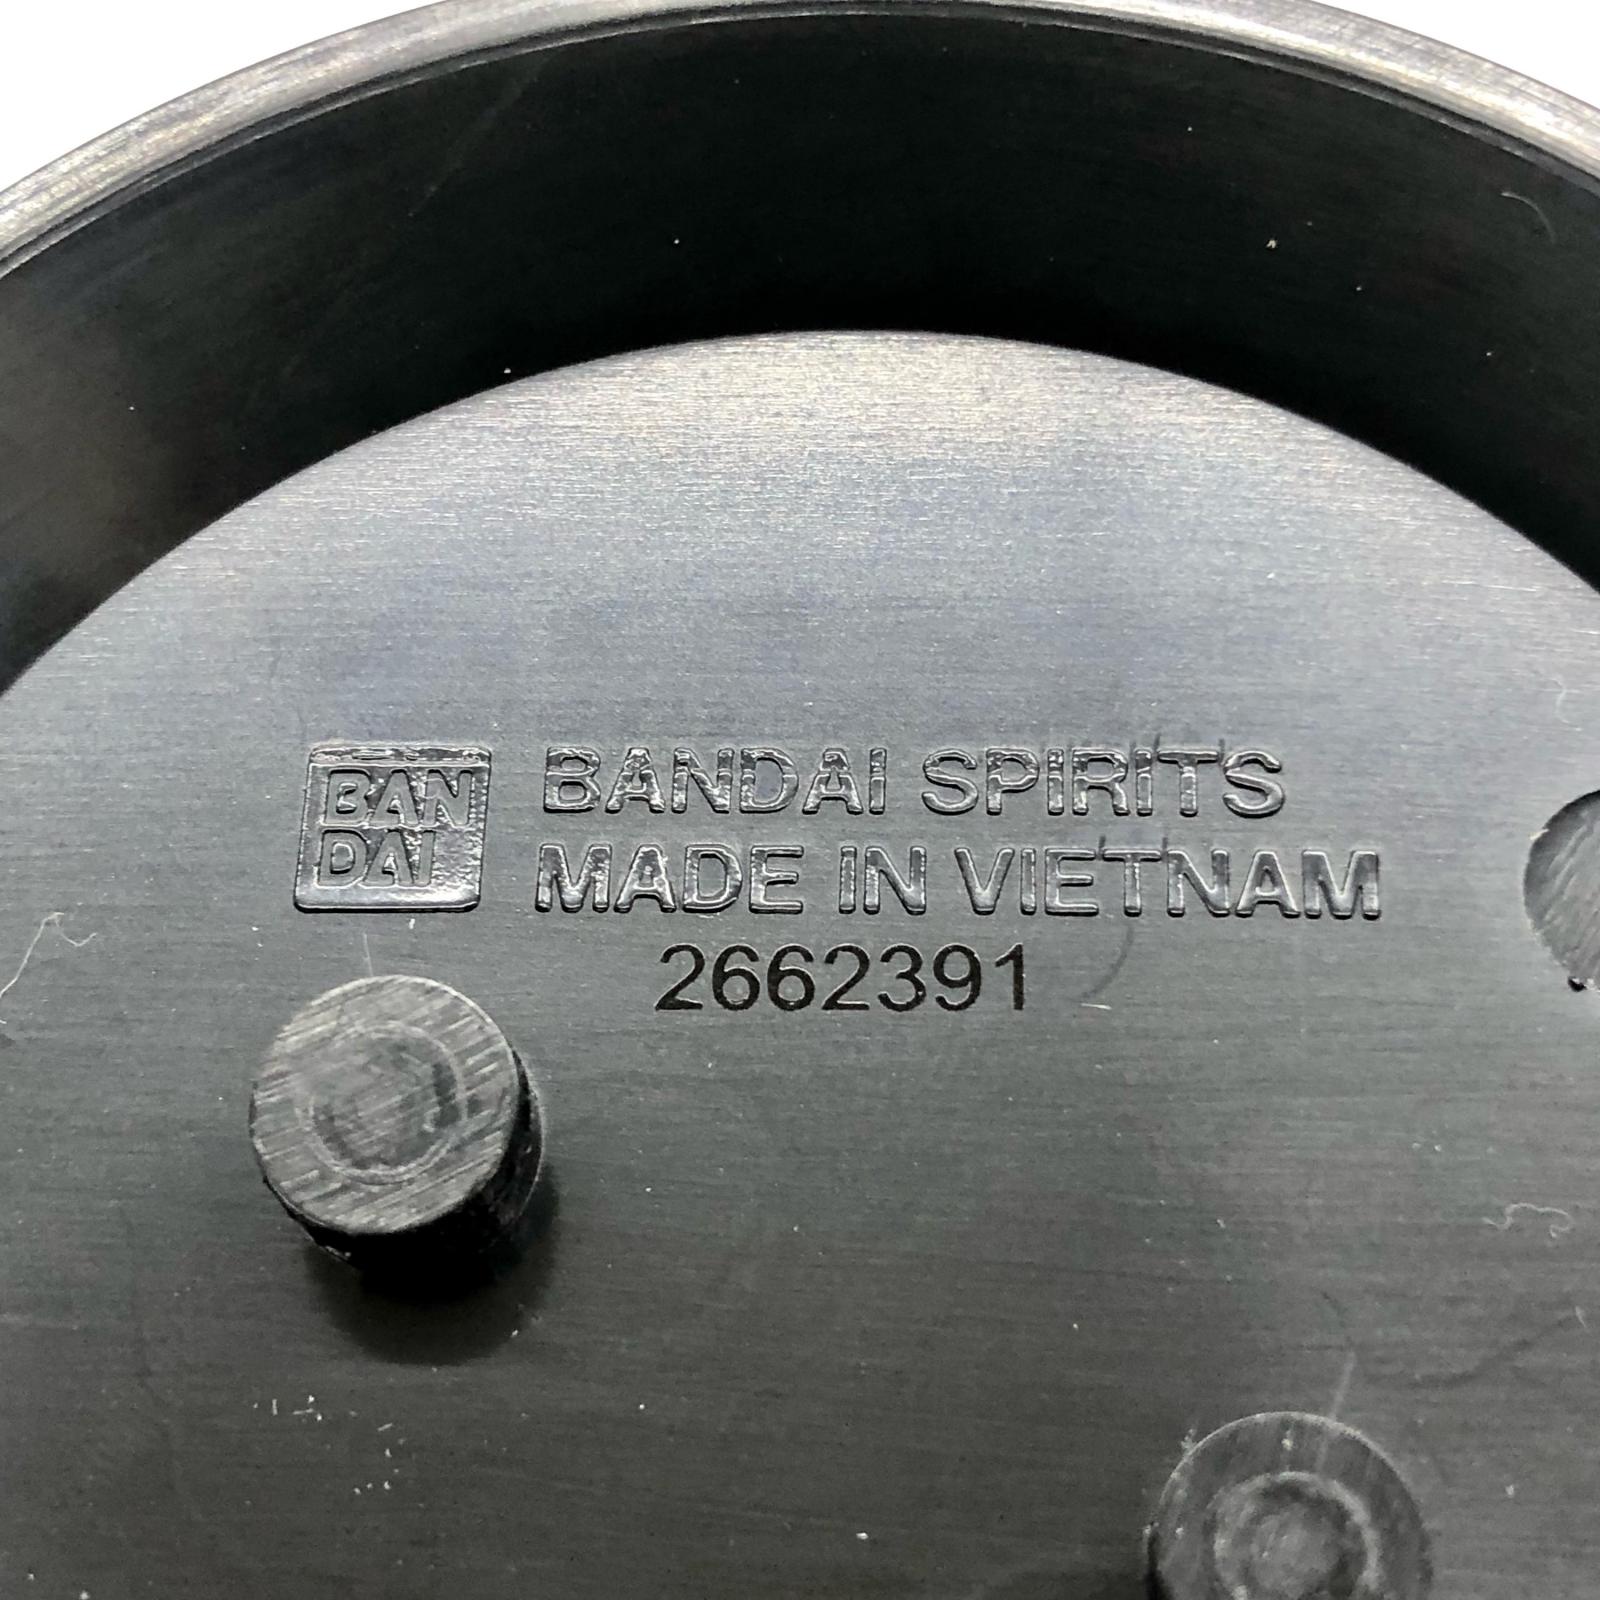 BAN
DAI
BANDAI SPIRITS
MADE IN VIETNAM
2662391